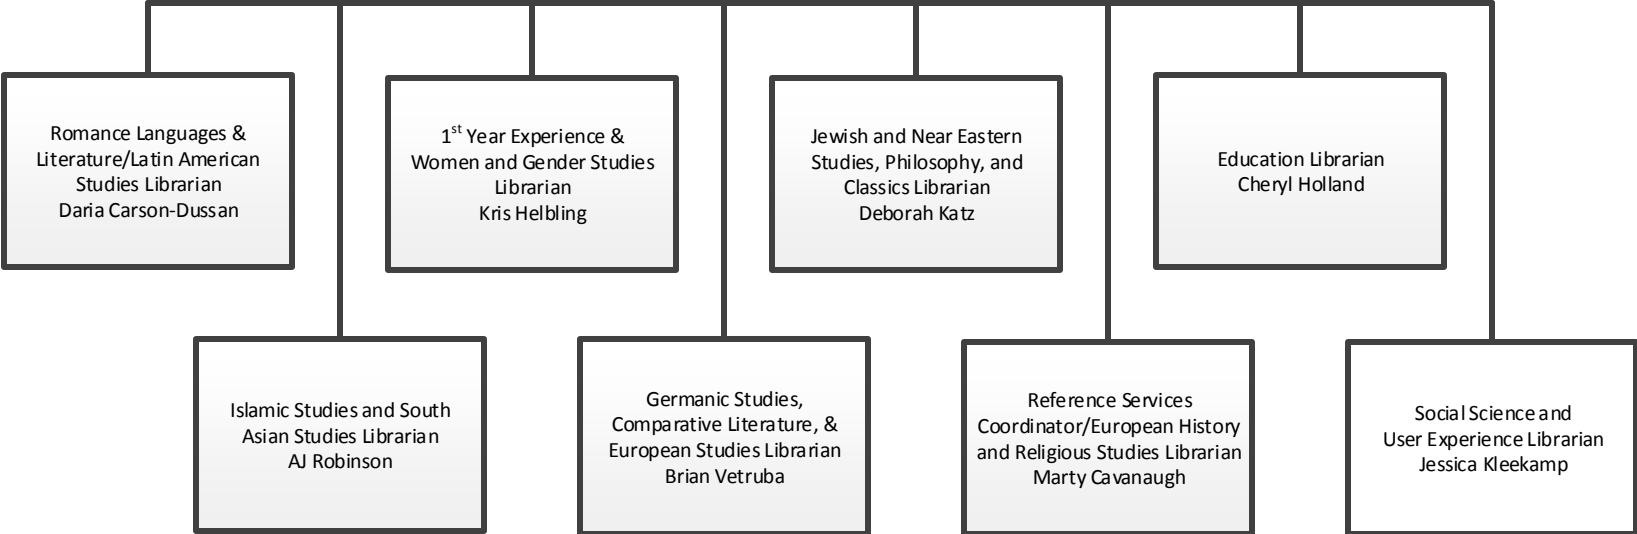 Romance Languages &
Literature/Latin American
Studies Librarian
Daria Carson-Dussan
1st Year Experience &
Women and Gender Studies
Librarian
Kris Helbling
Jewish and Near Eastern
Studies, Philosophy, and
Classics Librarian
Deborah Katz
Education Librarian
Cheryl Holland
Islamic Studies and South
Asian Studies Librarian
AJ Robinson
Germanic Studies,
Comparative Literature, &
European Studies Librarian
Brian Vetruba
Reference Services
Coordinator/European History
and Religious Studies Librarian
Marty Cavanaugh
Social Science and
User Experience Librarian
Jessica Kleekamp